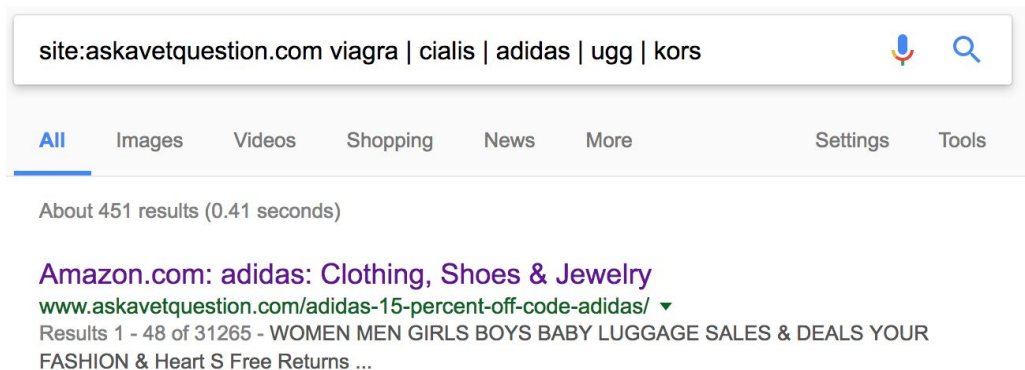 site:askavetquestion.com viagra | cialis | adidas | ugg | kors
All Images Videos Shopping News More Settings Tools
About 451 results (0.41 seconds)
Amazon.com: adidas: Clothing, Shoes & Jewelry
www.askavetquestion.com/adidas-15-percent-off-code-adidas/
Results 1 - 48 of 31265 - WOMEN MEN GIRLS BOYS BABY LUGGAGE SALES & DEALS YOUR
FASHION & Heart S Free Returns ...